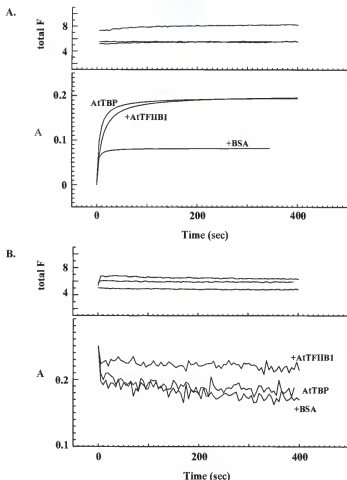 A.
total F
8
4
AtTBP
+AtTFIIB1
+BSA
A
0.2
0.1
0
0
200
400
Time (sec)
B.
total F
8
4
+AtTFIIB1
AtTBP
+BSA
A
0.2
0.1
0
200
400
Time (sec)